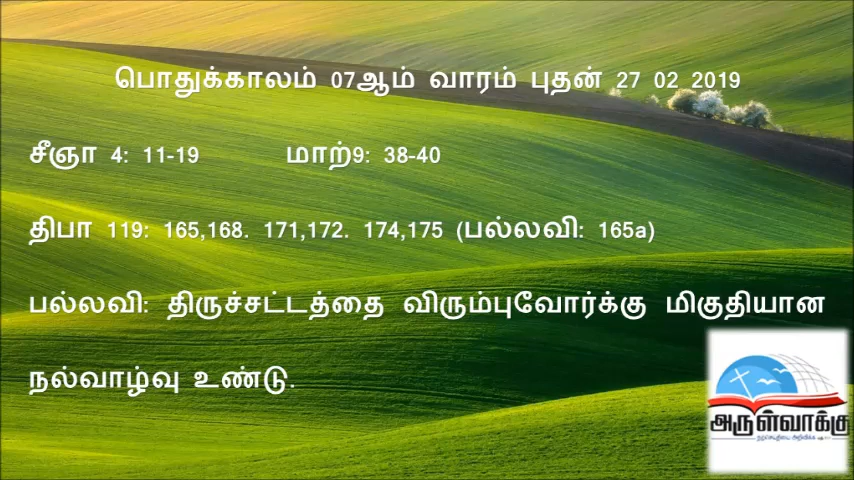 பொதுக்காலம் 07ஆம் வாரம் புதன் 27 02 2019
சீஞா 4: 11-19 மாற்9: 38-40
திபா 119: 165,168. 171,172. 174,175 (பல்லவி: 165a)
பல்லவி: திருச்சட்டத்தை விரும்புவோர்க்கு மிகுதியான
நல்வாழ்வு உண்டு.
அருள்வாக்கு